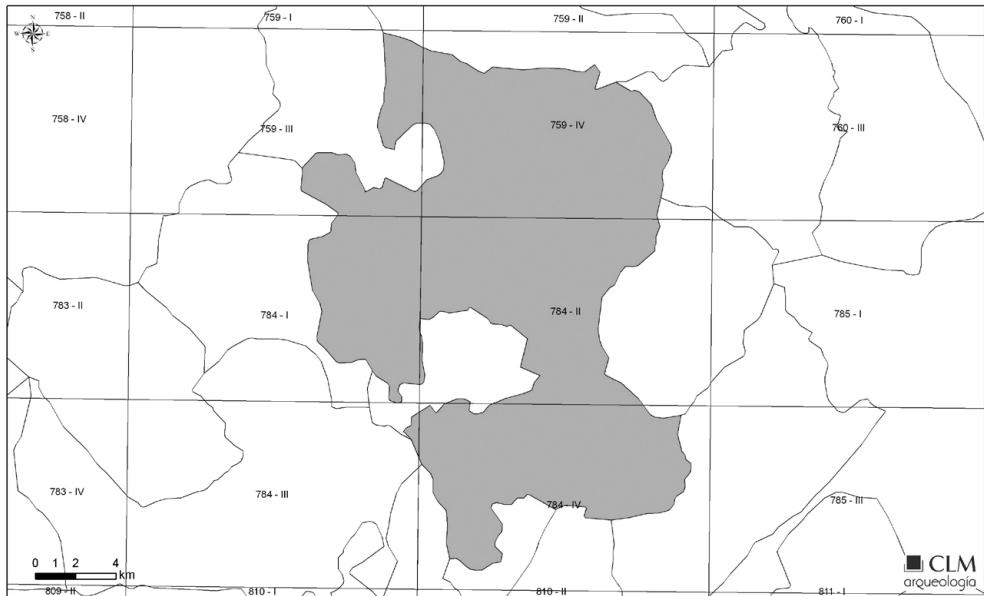 758 - II
759 - I
759 - II
760 - I
N
W
E
S
758 - IV
759 - III
759 - IV
760 - III
783 - II
784 - I
784 - II
785 - I
783 - IV
784 - III
784 - IV
785 - III
0 1 2 4
km
CLM
arqueología
809 - II
810 - I
810 - II
811 - I